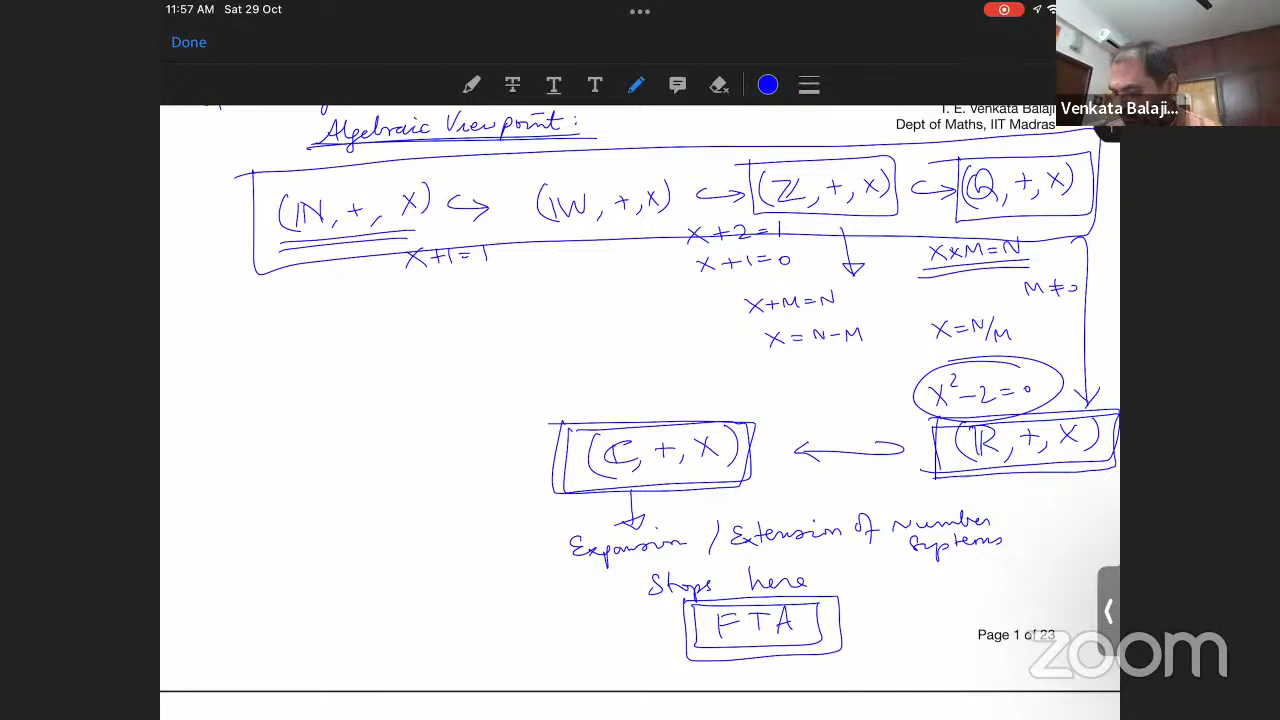 11:57 AM Sat 29 Oct
Done
Venkata Balaji...
T. E. Venkata Balaji
Dept of Maths, IIT Madras
Algebraic Viewpoint:
(ℕ, +, ×) ↪ (𝕎, +, ×) ↪ (ℤ, +, ×) ↪ (ℚ, +, ×)
x+1=1
x+2=1
x+1=0
x+M=N
x=N-M
x×M=N
M≠0
x=N/M
x²-2=0
(ℂ, +, ×) ← (ℝ, +, ×)
Expansion / Extension of Number Systems
Stops here
FTA
Page 1 of 23
zoom